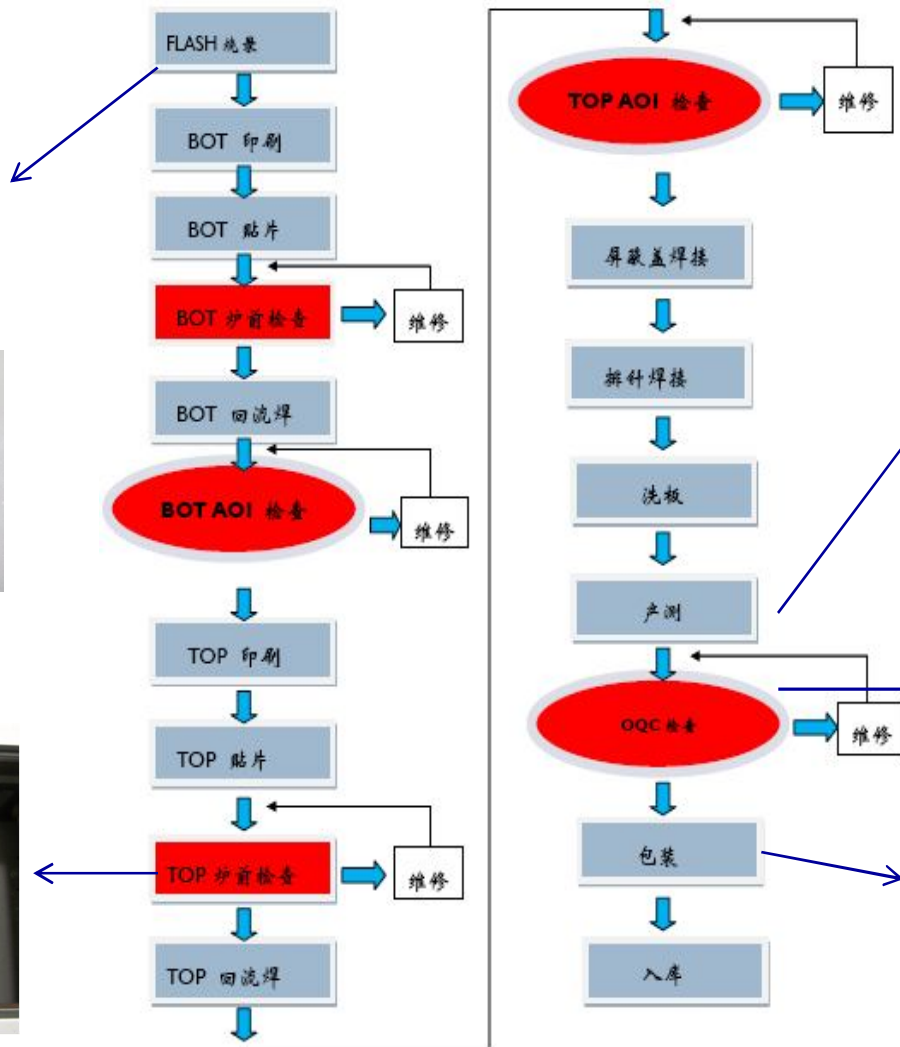 FLASH 烧录
BOT 印刷
BOT 贴片
BOT 炉前检查
维修
BOT 回流焊
BOT AOI 检查
维修
TOP 印刷
TOP 贴片
TOP 炉前检查
维修
TOP 回流焊
TOP AOI 检查
维修
屏蔽盖焊接
排针焊接
洗板
产测
OQC 检查
维修
包装
入库